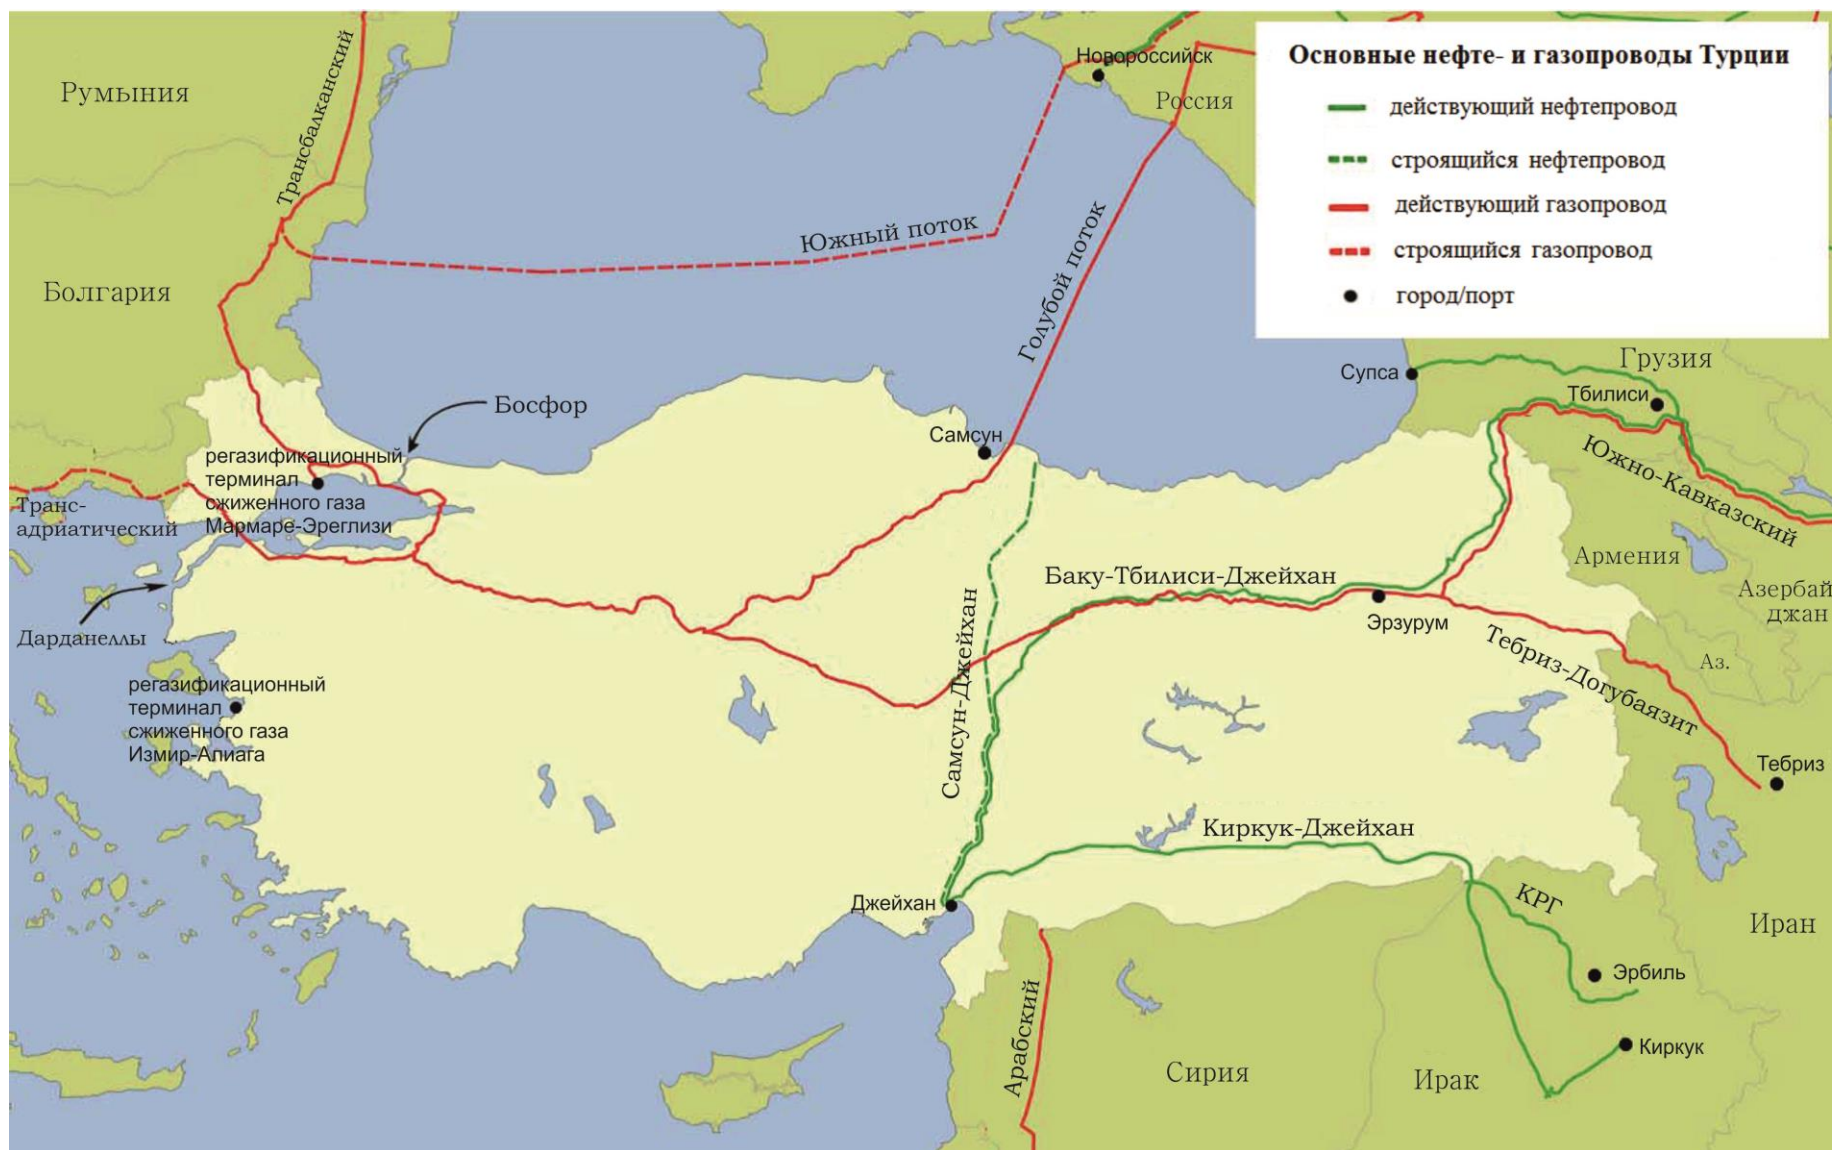 Основные нефте- и газопроводы Турции
действующий нефтепровод
строящийся нефтепровод
действующий газопровод
строящийся газопровод
город/порт
Румыния
Трансбалканский
Новороссийск
Россия
Болгария
Южный поток
Голубой поток
Грузия
Супса
Тбилиси
Босфор
Самсун
Южно-Кавказский
регазификационный
терминал
сжиженного газа
Мармаре-Эреглизи
Транс-
адриатический
Армения
Азербай
джан
Баку-Тбилиси-Джейхан
Эрзурум
Дарданеллы
Самсун-Джейхан
Тебриз-Догубаязит
Аз.
регазификационный
терминал
сжиженного газа
Измир-Алиага
Тебриз
Киркук-Джейхан
Джейхан
КРГ
Иран
Эрбиль
Арабский
Киркук
Сирия
Ирак